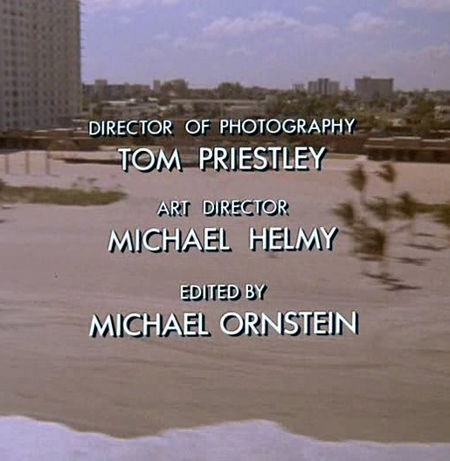 DIRECTOR OF PHOTOGRAPHY
TOM PRIESTLEY
ART DIRECTOR
MICHAEL HELMY
EDITED BY
MICHAEL ORNSTEIN